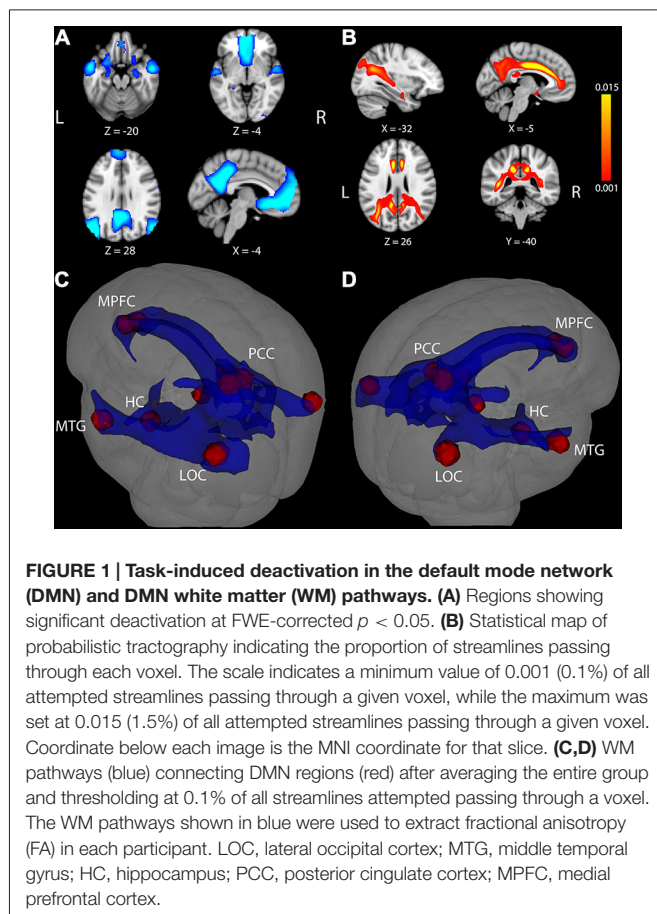 A
B
Z = -20
Z = -4
X = -32
X = -5
L
R
0.015
0.001
L
R
Z = 28
X = -4
Z = 26
Y = -40
C
D
MPFC
PCC
HC
MTG
LOC
MPFC
PCC
HC
MTG
LOC
FIGURE 1 | Task-induced deactivation in the default mode network
(DMN) and DMN white matter (WM) pathways. (A) Regions showing
significant deactivation at FWE-corrected p < 0.05. (B) Statistical map of
probabilistic tractography indicating the proportion of streamlines passing
through each voxel. The scale indicates a minimum value of 0.001 (0.1%) of all
attempted streamlines passing through a given voxel, while the maximum was
set at 0.015 (1.5%) of all attempted streamlines passing through a given voxel.
Coordinate below each image is the MNI coordinate for that slice. (C,D) WM
pathways (blue) connecting DMN regions (red) after averaging the entire group
and thresholding at 0.1% of all streamlines attempted passing through a voxel.
The WM pathways shown in blue were used to extract fractional anisotropy
(FA) in each participant. LOC, lateral occipital cortex; MTG, middle temporal
gyrus; HC, hippocampus; PCC, posterior cingulate cortex; MPFC, medial
prefrontal cortex.